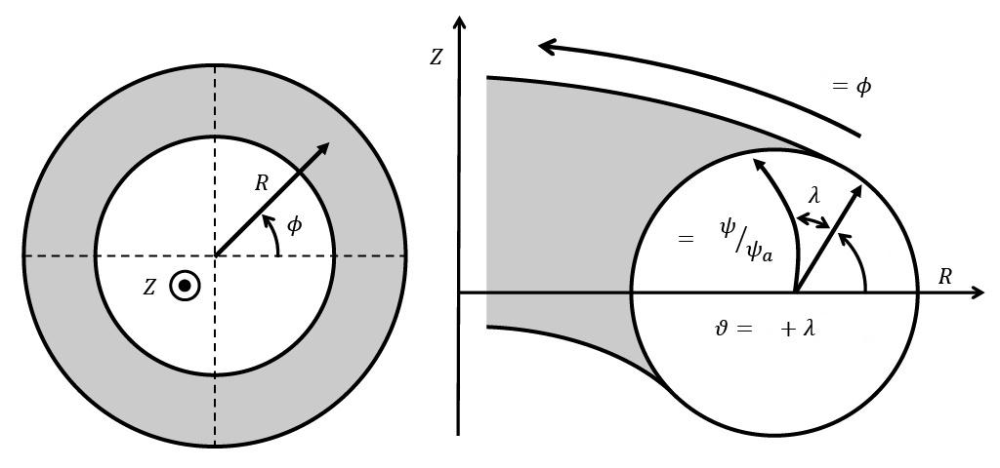 R
ϕ
Z
Z
= ϕ
λ
= ψ/ψₐ
R
ϑ = + λ